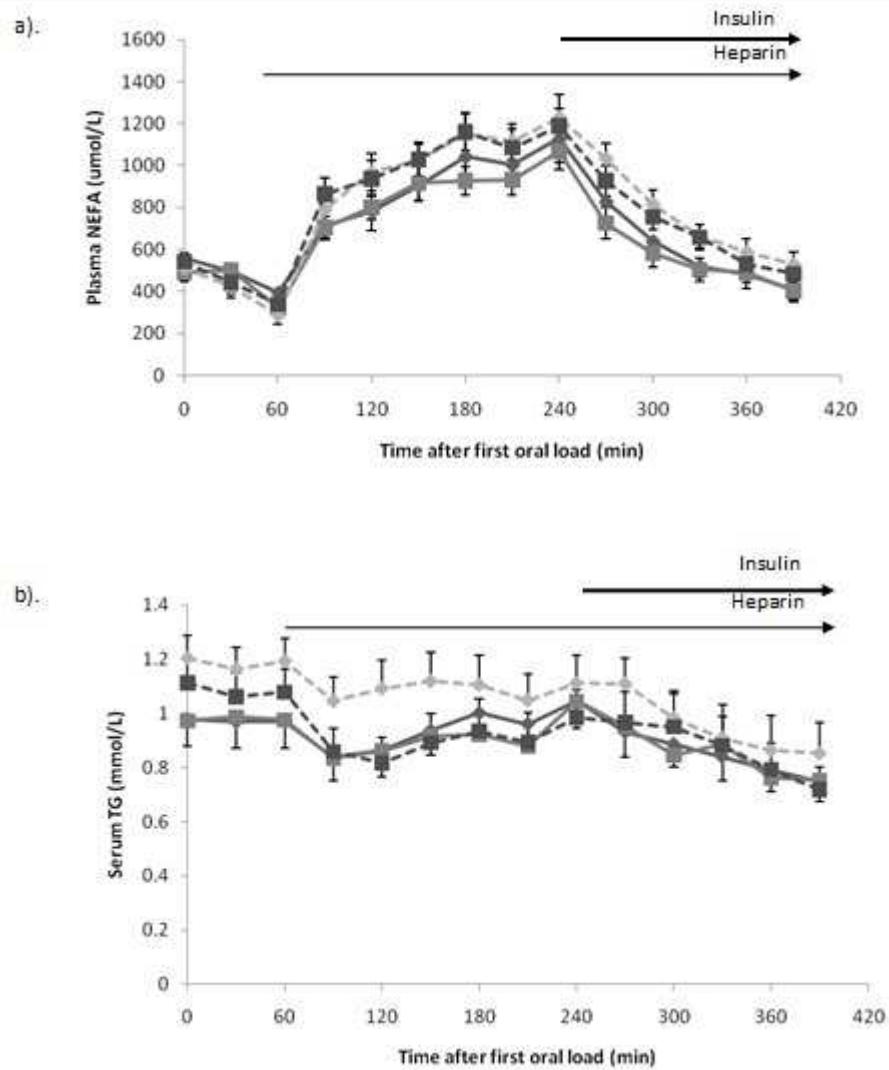 a).
Insulin
Heparin
1600
1400
1200
1000
800
600
400
200
0
Plasma NEFA (umol/L)
0 60 120 180 240 300 360 420
Time after first oral load (min)
b).
Insulin
Heparin
1.4
1.2
1
0.8
0.6
0.4
0.2
0
Serum TG (mmol/L)
0 60 120 180 240 300 360 420
Time after first oral load (min)